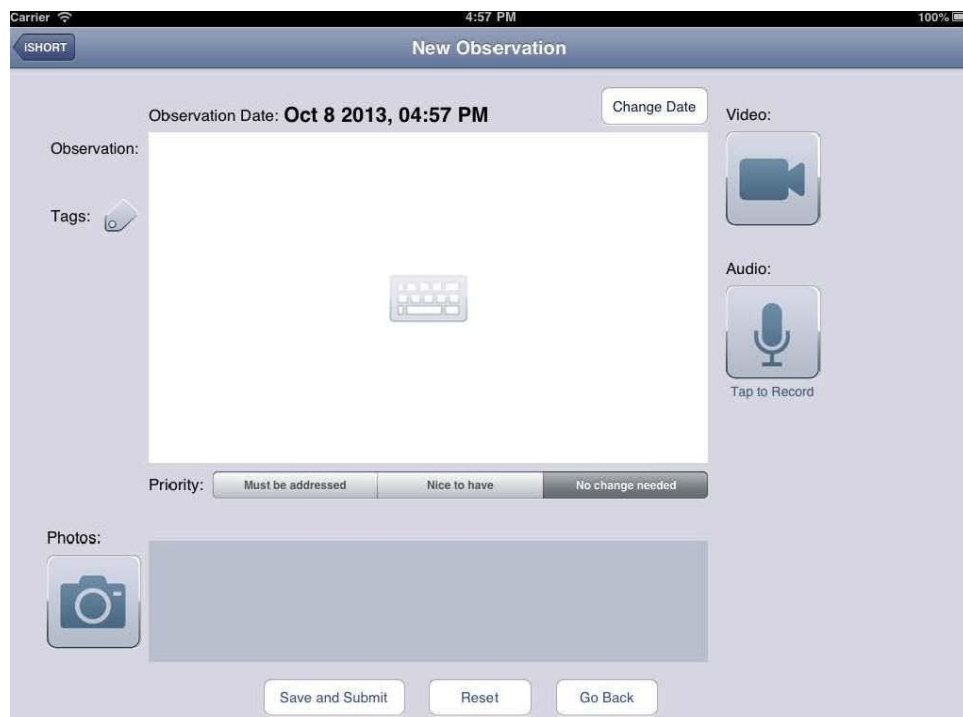 Carrier 4:57 PM 100%
iSHORT New Observation
Observation Date: Oct 8 2013, 04:57 PM Change Date Video:
Observation:
Tags:
Audio:
Tap to Record
Priority: Must be addressed Nice to have No change needed
Photos:
Save and Submit Reset Go Back